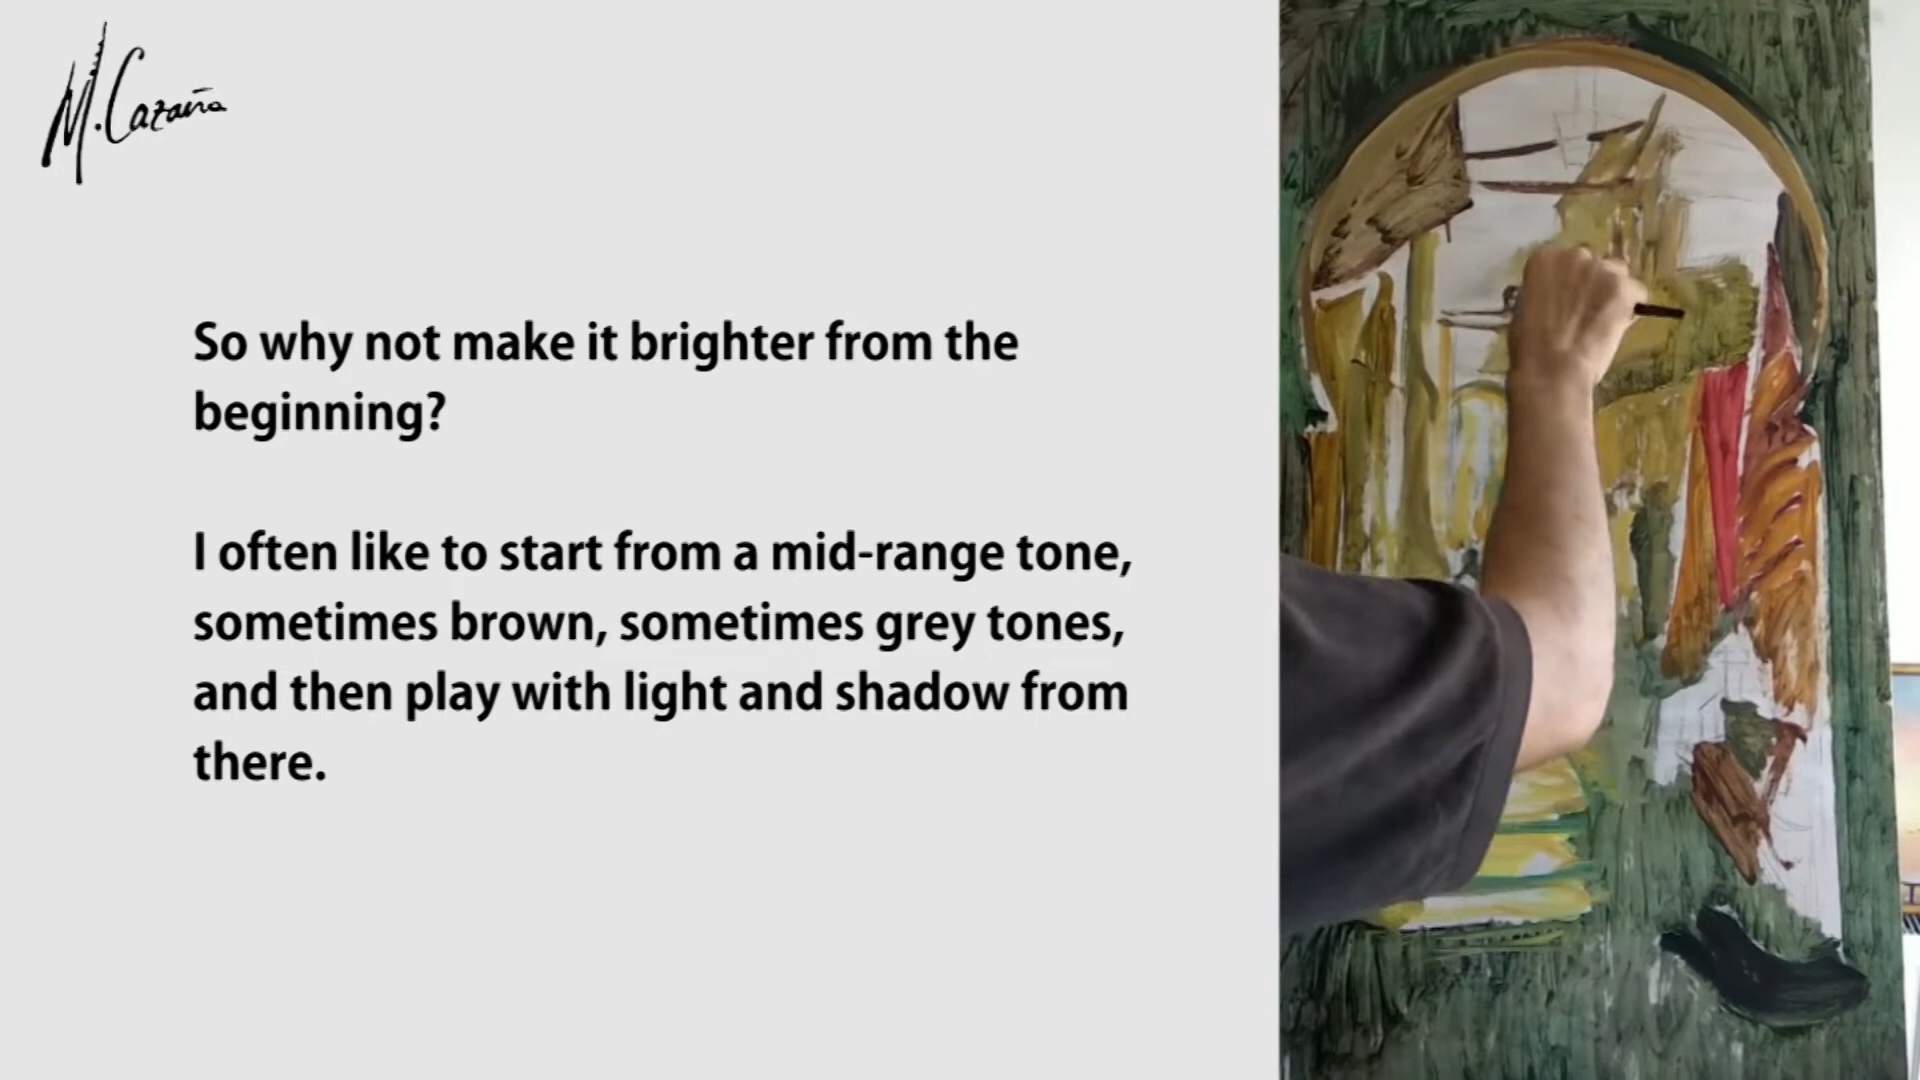 M. Cazaña
So why not make it brighter from the
beginning?
I often like to start from a mid-range tone,
sometimes brown, sometimes grey tones,
and then play with light and shadow from
there.